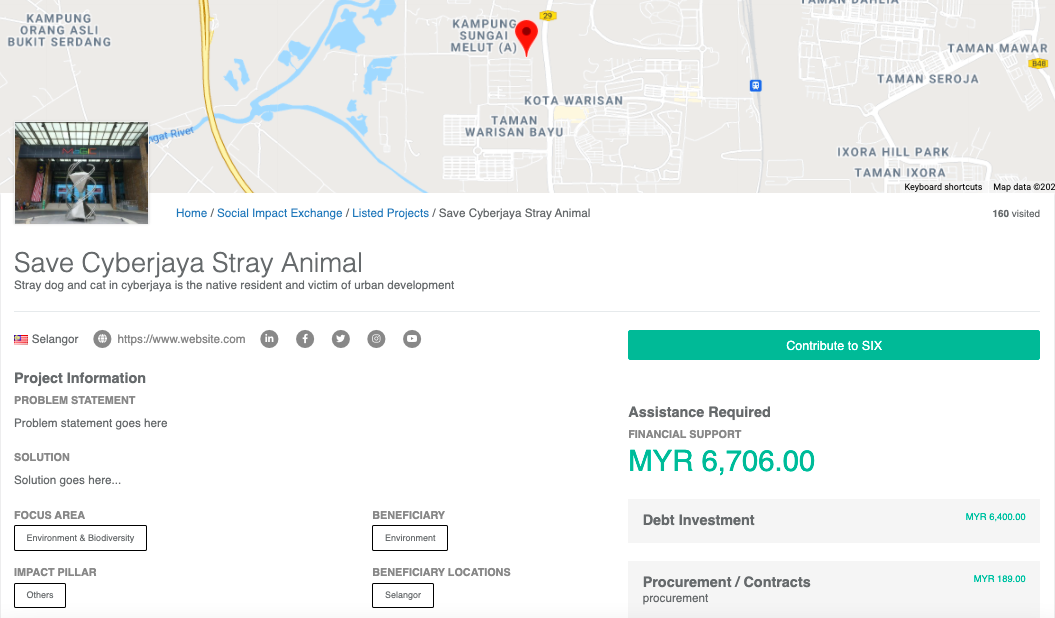 KAMPUNG
ORANG ASLI
BUKIT SERDANG
KAMPUNG
SUNGAI
MELUT (A)
29
TAMAN DAHLIA
TAMAN MAWAR
B48
TAMAN SEROJA
KOTA WARISAN
TAMAN
WARISAN BAYU
ngat River
IXORA HILL PARK
TAMAN IXORA
Keyboard shortcuts Map data ©202
MAGIC
Home / Social Impact Exchange / Listed Projects / Save Cyberjaya Stray Animal
160 visited
Save Cyberjaya Stray Animal
Stray dog and cat in cyberjaya is the native resident and victim of urban development
Selangor https://www.website.com
Contribute to SIX
Project Information
PROBLEM STATEMENT
Problem statement goes here
SOLUTION
Solution goes here...
FOCUS AREA
Environment & Biodiversity
BENEFICIARY
Environment
IMPACT PILLAR
Others
BENEFICIARY LOCATIONS
Selangor
Assistance Required
FINANCIAL SUPPORT
MYR 6,706.00
Debt Investment MYR 6,400.00
Procurement / Contracts MYR 189.00
procurement